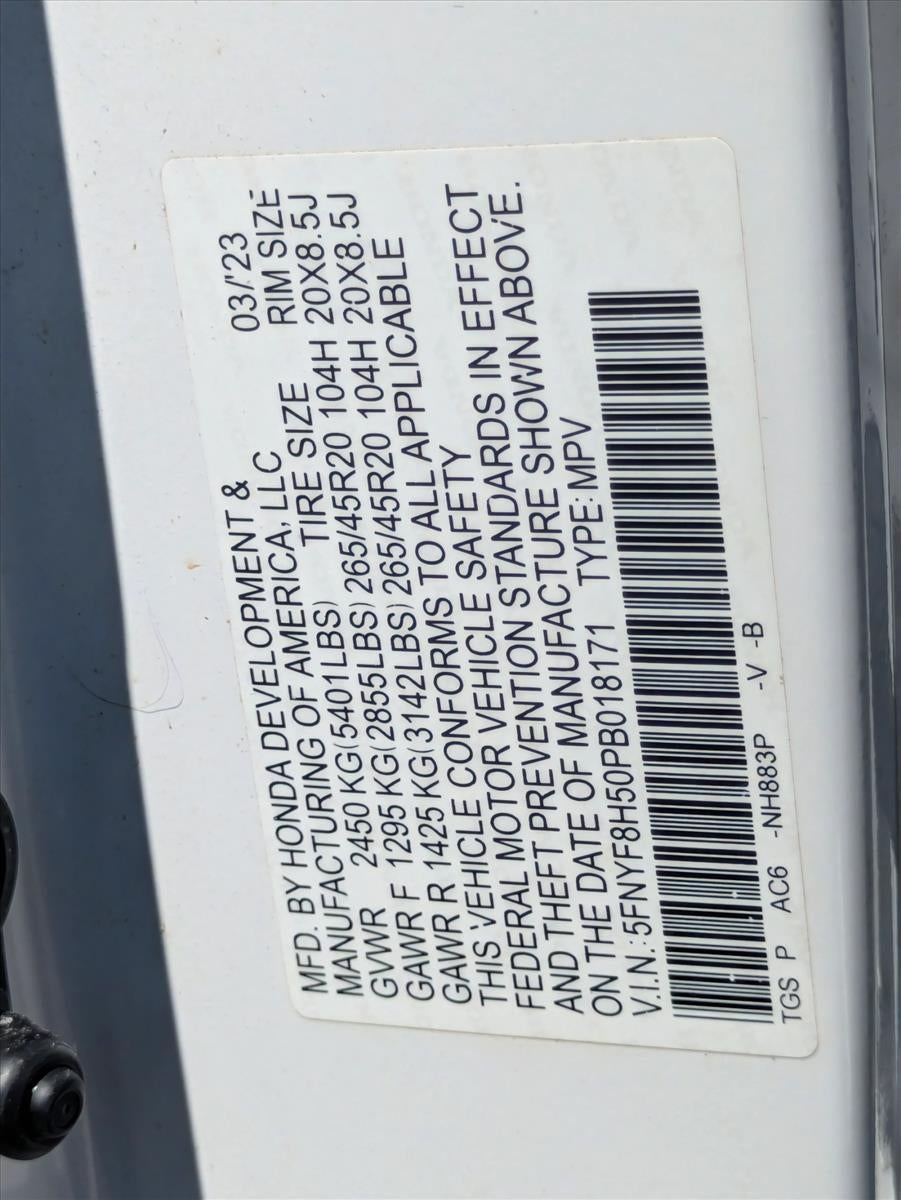 MFD. BY HONDA DEVELOPMENT & 03/'23
MANUFACTURING OF AMERICA, LLC RIM SIZE
GVWR 2450 KG(5401LBS) TIRE SIZE
GAWR F 1295 KG(2855LBS) 265/45R20 104H 20X8.5J
GAWR R 1425 KG(3142LBS) 265/45R20 104H 20X8.5J
THIS VEHICLE CONFORMS TO ALL APPLICABLE
FEDERAL MOTOR VEHICLE SAFETY
AND THEFT PREVENTION STANDARDS IN EFFECT
ON THE DATE OF MANUFACTURE SHOWN ABOVE.
V.I.N.: 5FNYF8H50PB018171 TYPE: MPV
TGS P AC6 -NH883P -V -B